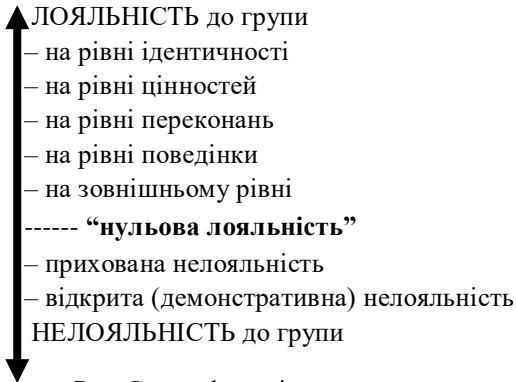 ЛОЯЛЬНІСТЬ до групи
– на рівні ідентичності
– на рівні цінностей
– на рівні переконань
– на рівні поведінки
– на зовнішньому рівні
------ “нульова лояльність”
– прихована нелояльність
– відкрита (демонстративна) нелояльність
НЕЛОЯЛЬНІСТЬ до групи